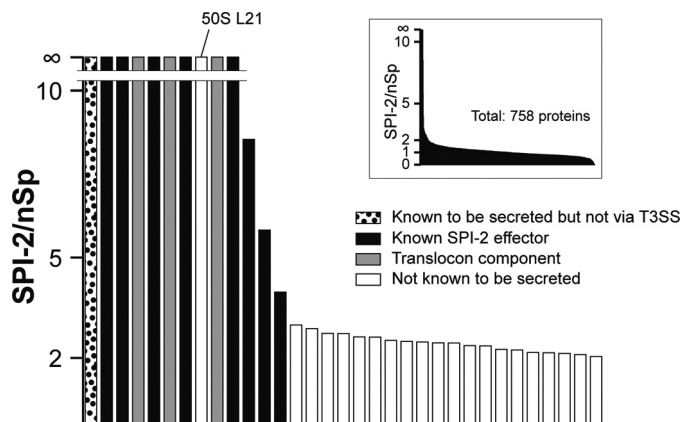 50S L21
∞
10
5
2
SPI-2/nSp
∞
10
5
2
1
0
SPI-2/nSp
Total: 758 proteins
Known to be secreted but not via T3SS
Known SPI-2 effector
Translocon component
Not known to be secreted